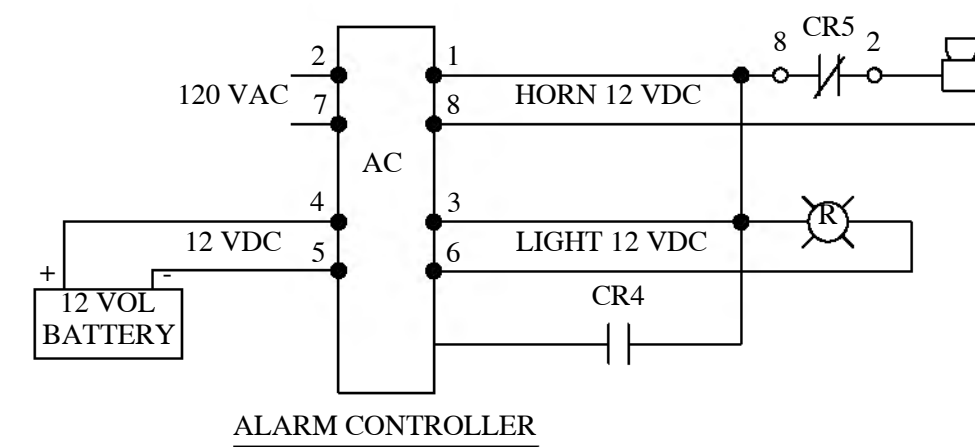 CR5
8 2
2 1
120 VAC HORN 12 VDC
7 8
AC
4 3
12 VDC LIGHT 12 VDC
R
5 6
+ -
12 VOL
BATTERY
CR4
ALARM CONTROLLER